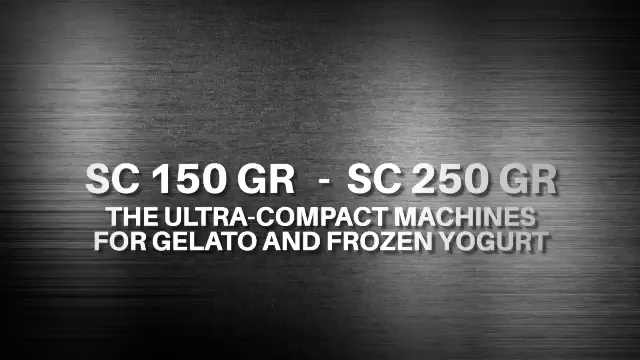 SC 150 GR - SC 250 GR
THE ULTRA-COMPACT MACHINES
FOR GELATO AND FROZEN YOGURT